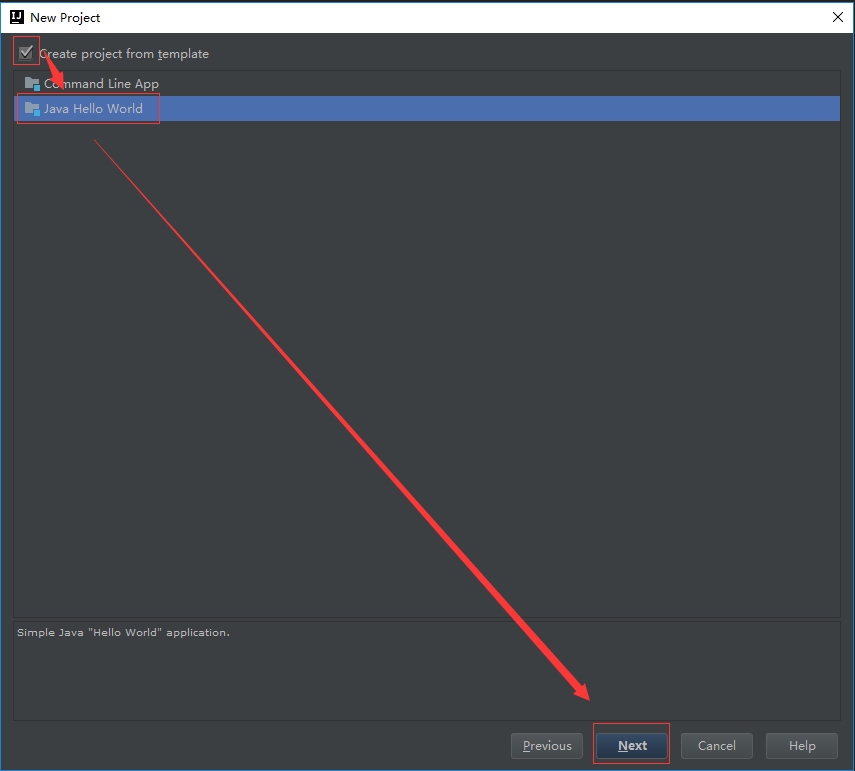 New Project
Create project from template
Command Line App
Java Hello World
Simple Java "Hello World" application.
Previous
Next
Cancel
Help